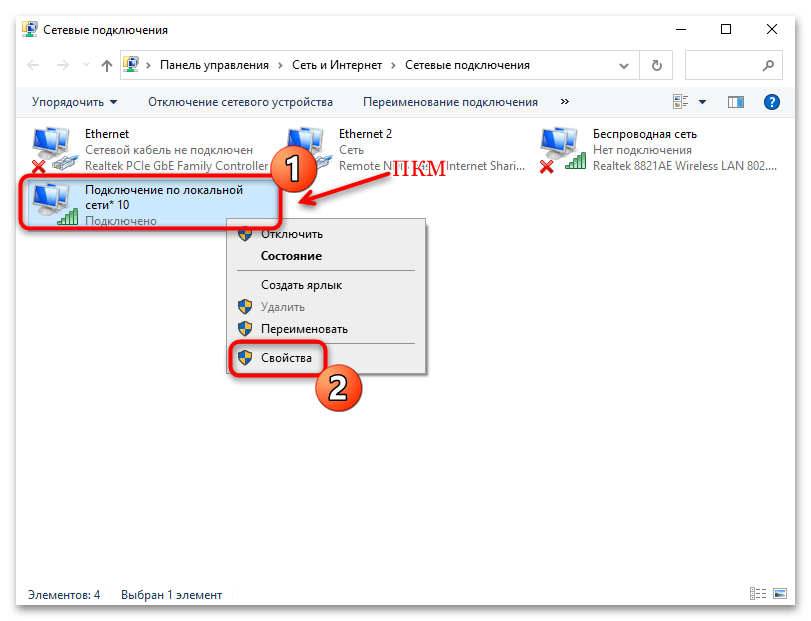 Сетевые подключения
Панель управления > Сеть и Интернет > Сетевые подключения
Упорядочить Отключение сетевого устройства Переименование подключения »
Ethernet
Сетевой кабель не подключен
Realtek PCIe GbE Family Controller
Ethernet 2
Сеть
Internet Shari...
Беспроводная сеть
Нет подключения
Realtek 8821AE Wireless LAN 802....
1
ПКМ
Подключение по локальной
сети* 10
Подключено
Отключить
Состояние
Создать ярлык
Удалить
Переименовать
Свойства
2
Элементов: 4 Выбран 1 элемент